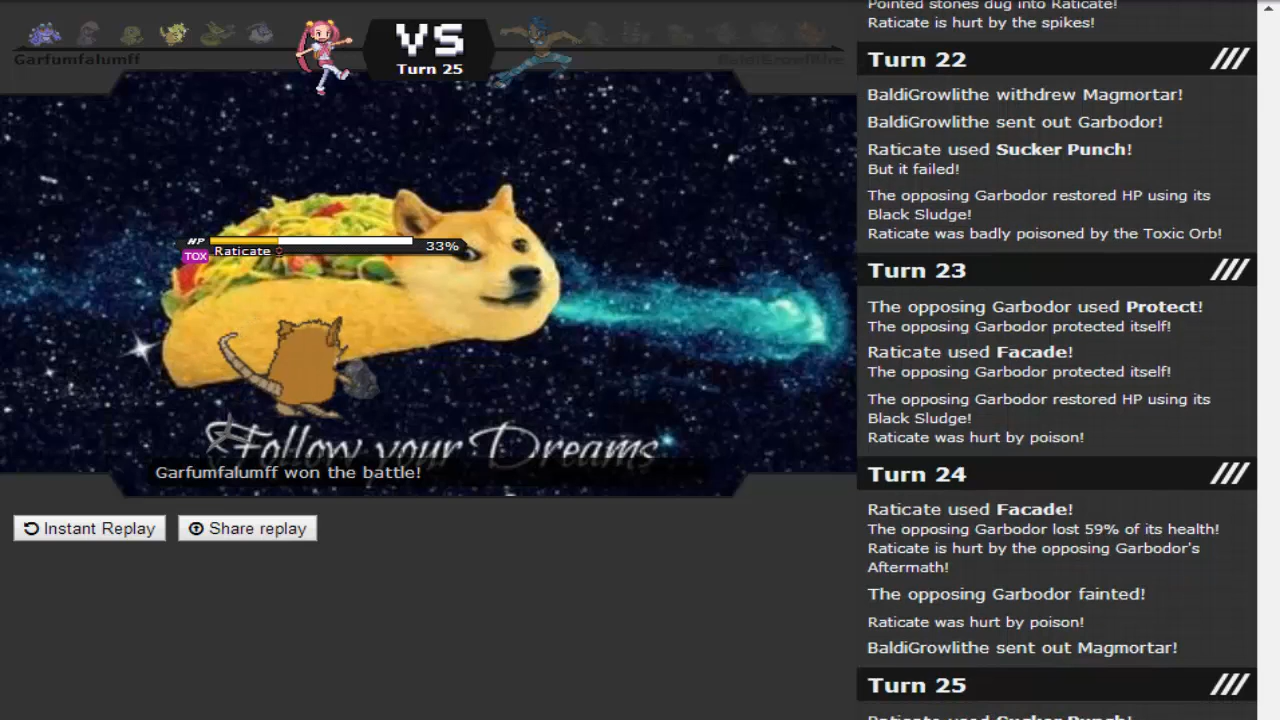 Garfumfalumff
VS
Turn 25
BaldiGrowlithe
HP
33%
TOX Raticate
Follow your Dreams
Garfumfalumff won the battle!
Instant Replay
Share replay
Pointed stones dug into Raticate!
Raticate is hurt by the spikes!
Turn 22
BaldiGrowlithe withdrew Magmortar!
BaldiGrowlithe sent out Garbodor!
Raticate used Sucker Punch!
But it failed!
The opposing Garbodor restored HP using its
Black Sludge!
Raticate was badly poisoned by the Toxic Orb!
Turn 23
The opposing Garbodor used Protect!
The opposing Garbodor protected itself!
Raticate used Facade!
The opposing Garbodor protected itself!
The opposing Garbodor restored HP using its
Black Sludge!
Raticate was hurt by poison!
Turn 24
Raticate used Facade!
The opposing Garbodor lost 59% of its health!
Raticate is hurt by the opposing Garbodor's
Aftermath!
The opposing Garbodor fainted!
Raticate was hurt by poison!
BaldiGrowlithe sent out Magmortar!
Turn 25
Raticate used Sucker Punch!